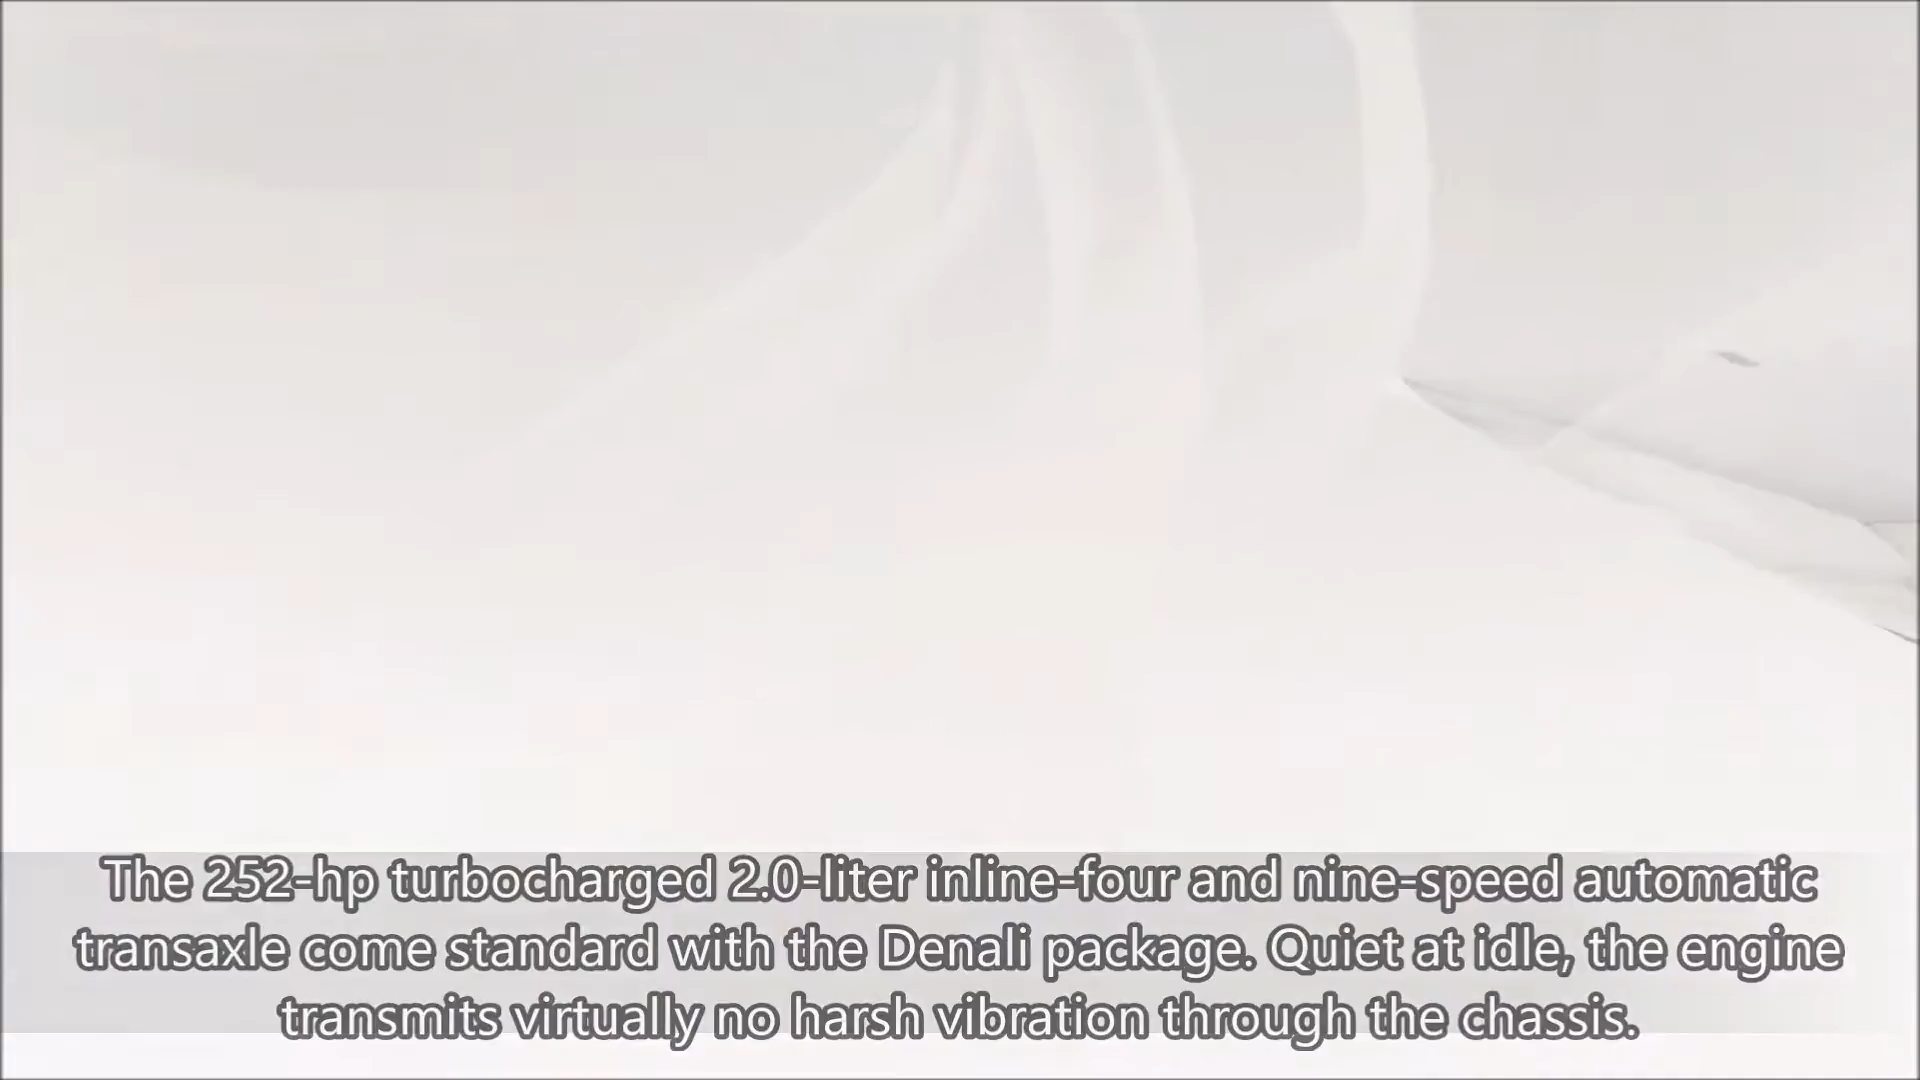 The 252-hp turbocharged 2.0-liter inline-four and nine-speed automatic
transaxle come standard with the Denali package. Quiet at idle, the engine
transmits virtually no harsh vibration through the chassis.